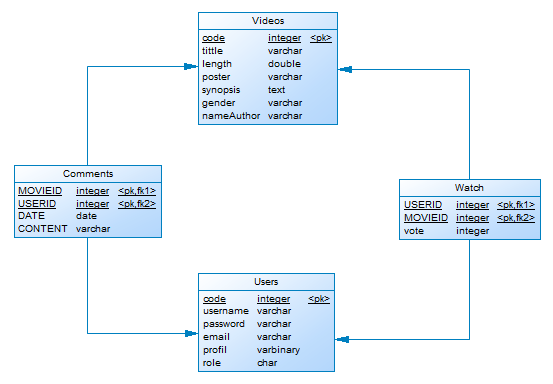 Videos
code integer <pk>
tittle varchar
length double
poster varchar
synopsis text
gender varchar
nameAuthor varchar
Comments
MOVIEID integer <pk,fk1>
USERID integer <pk,fk2>
DATE date
CONTENT varchar
Watch
USERID integer <pk,fk1>
MOVIEID integer <pk,fk2>
vote integer
Users
code integer <pk>
username varchar
password varchar
email varchar
profil varbinary
role char